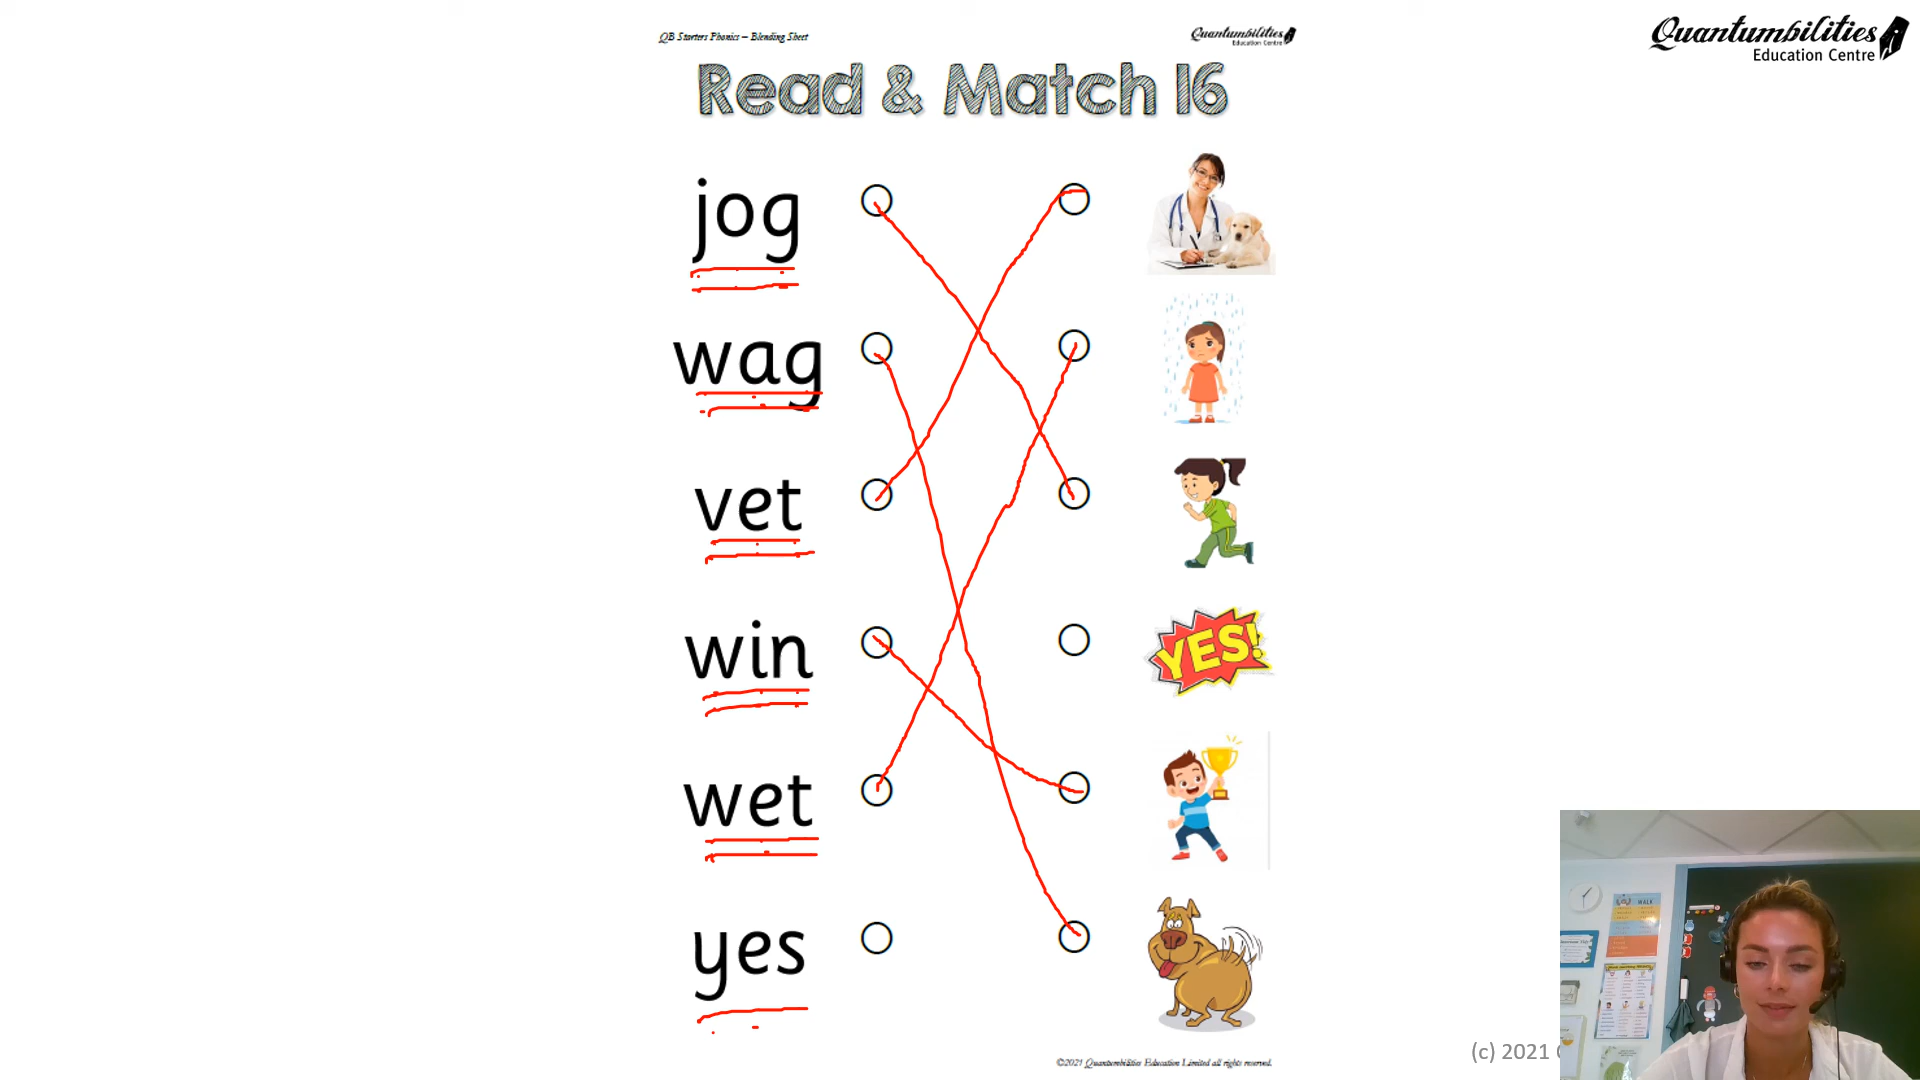 QB Starters Phonics – Blending Sheet
Quantumbilities
Education Centre
Quantumbilities
Education Centre
Read & Match 16
jog
wag
vet
YES!
win
wet
yes
WALK
(c) 2021
©2021 Quantumbilities Education Limited all rights reserved.